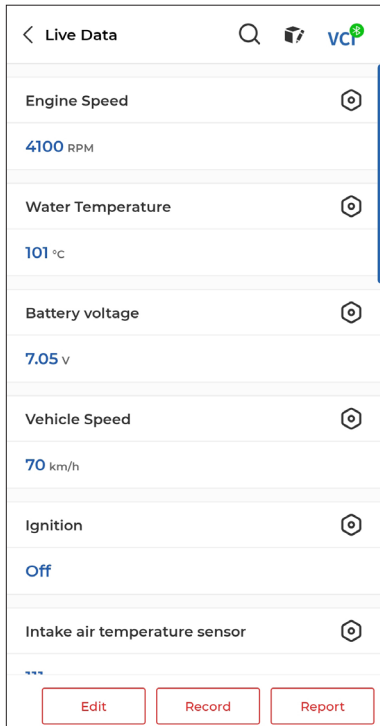 Live Data
VCI
Engine Speed
4100 RPM
Water Temperature
101 °C
Battery voltage
7.05 V
Vehicle Speed
70 km/h
Ignition
Off
Intake air temperature sensor
Edit
Record
Report